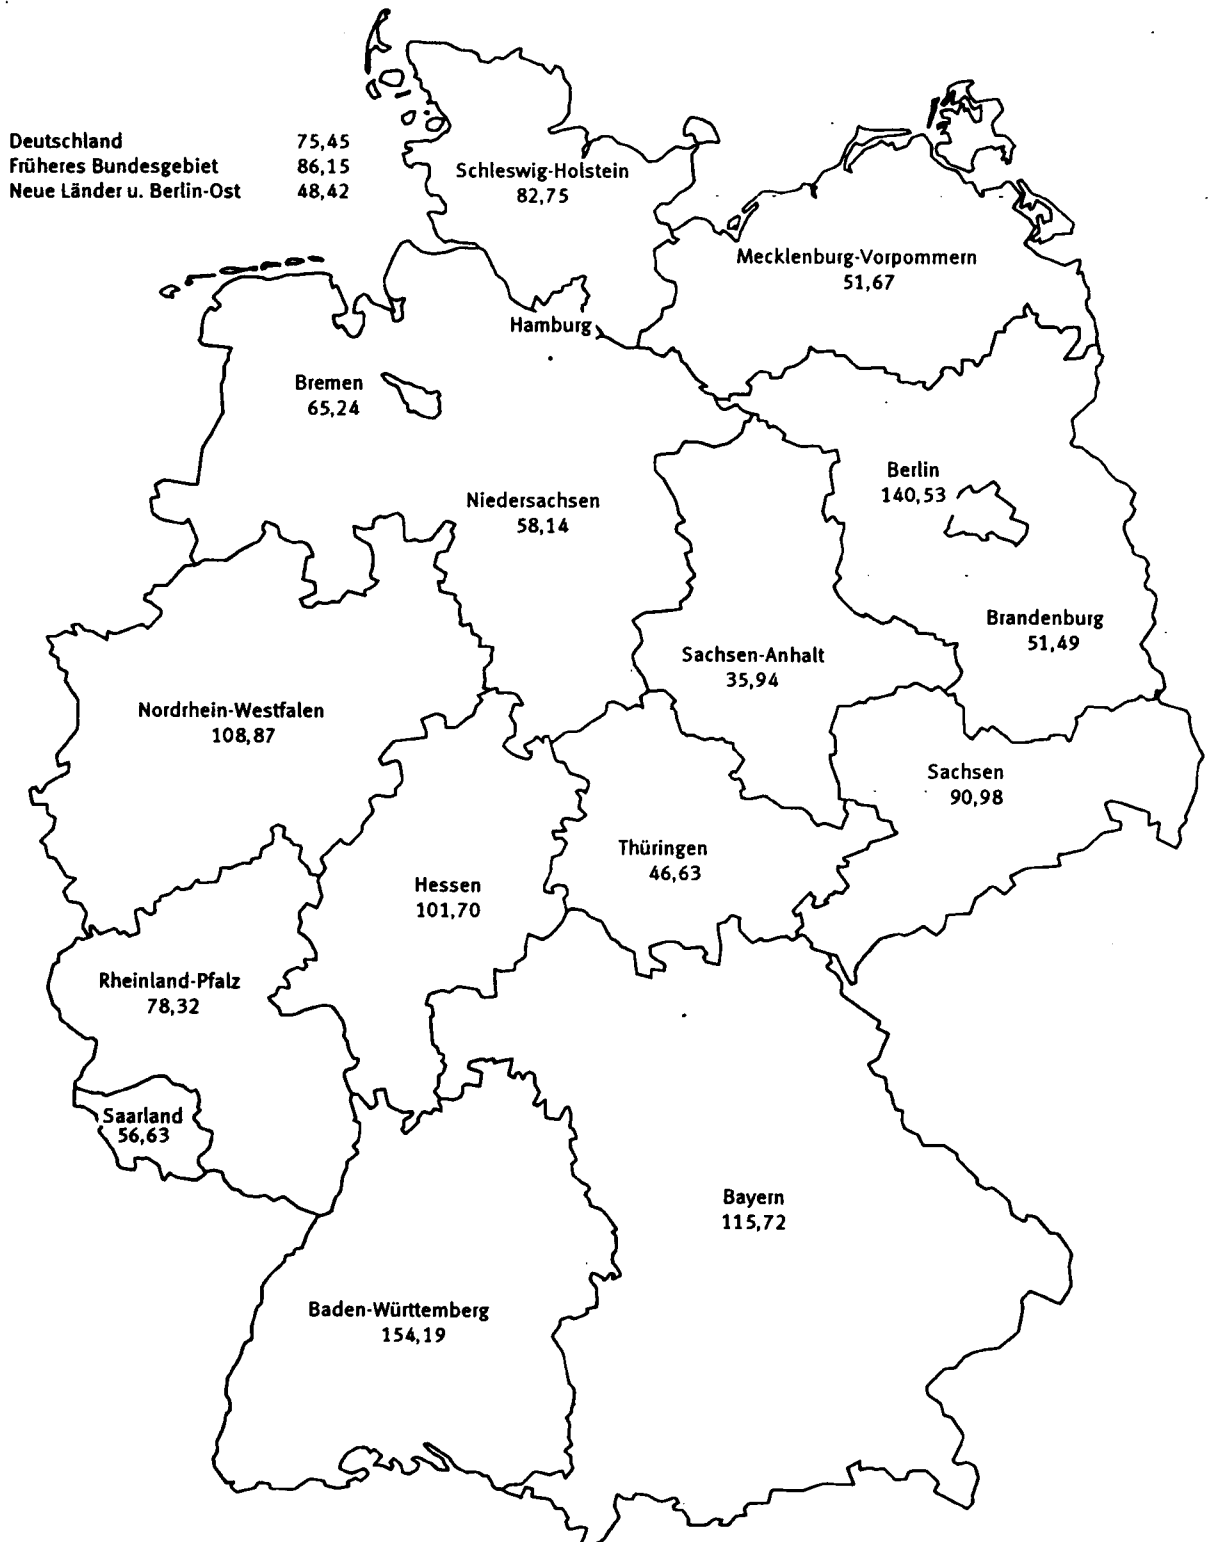 Deutschland 75,45
Früheres Bundesgebiet 86,15
Neue Länder u. Berlin-Ost 48,42
Schleswig-Holstein
82,75
Mecklenburg-Vorpommern
51,67
Hamburg
Bremen
65,24
Berlin
140,53
Niedersachsen
58,14
Brandenburg
51,49
Sachsen-Anhalt
35,94
Nordrhein-Westfalen
108,87
Sachsen
90,98
Thüringen
46,63
Hessen
101,70
Rheinland-Pfalz
78,32
Saarland
56,63
Bayern
115,72
Baden-Württemberg
154,19